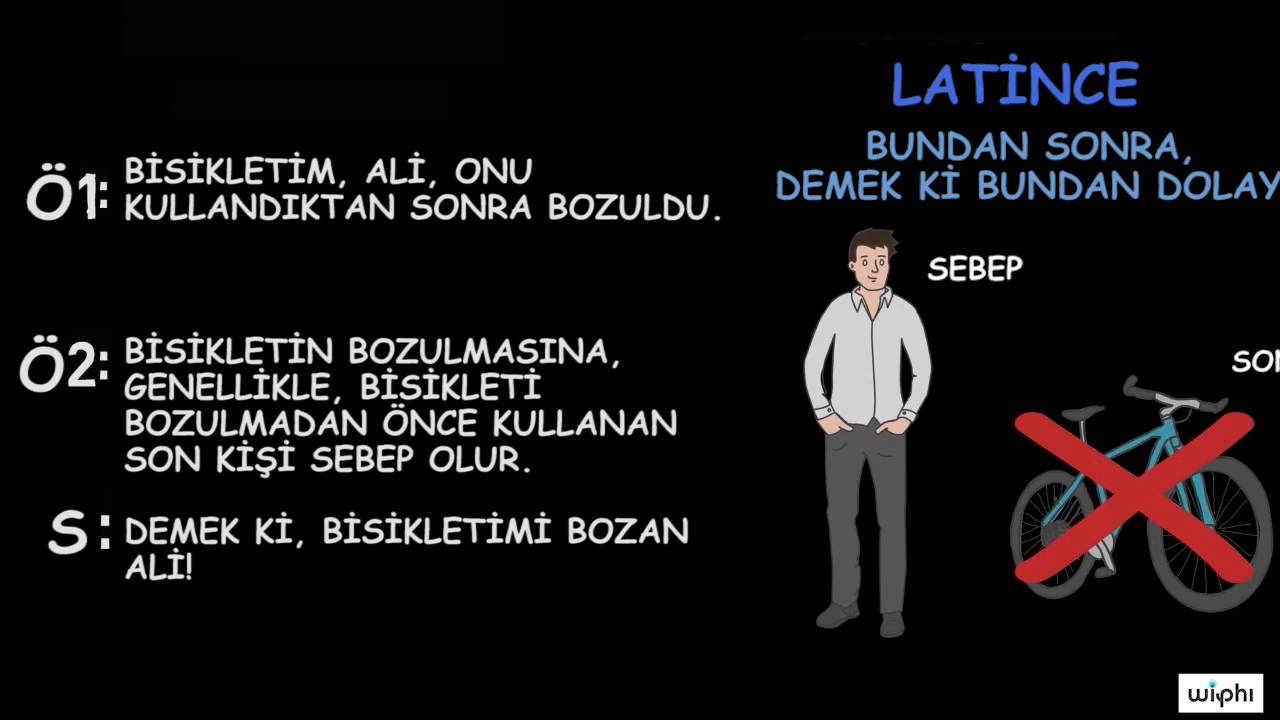 Ö1: BİSİKLETİM, ALİ, ONU
KULLANDIKTAN SONRA BOZULDU.
Ö2: BİSİKLETİN BOZULMASINA,
GENELLİKLE, BİSİKLETİ
BOZULMADAN ÖNCE KULLANAN
SON KİŞİ SEBEP OLUR.
S: DEMEK Kİ, BİSİKLETİMİ BOZAN
ALİ!
LATİNCE
BUNDAN SONRA,
DEMEK Kİ BUNDAN DOLAY
SEBEP
SON
wiφhi